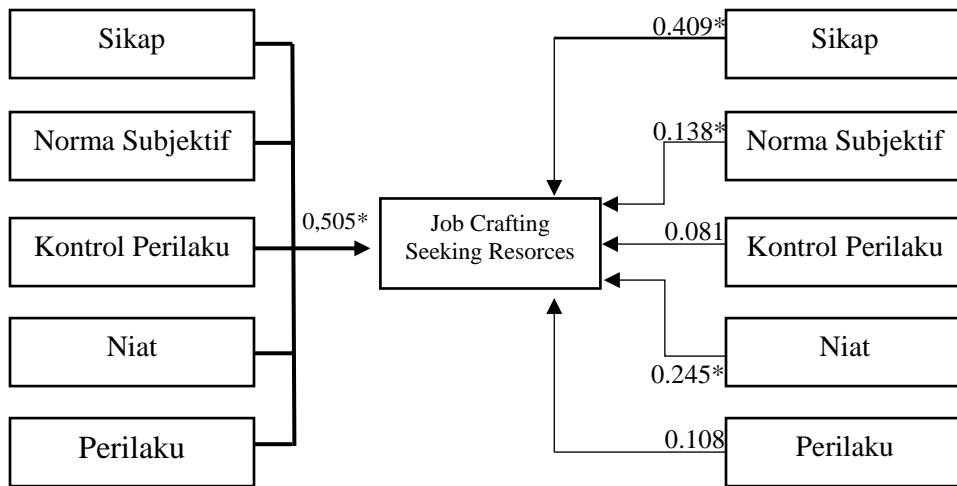 Sikap
Norma Subjektif
Kontrol Perilaku
Niat
Perilaku
0,505*
Job Crafting
Seeking Resorces
0.409*
Sikap
0.138*
Norma Subjektif
0.081
Kontrol Perilaku
0.245*
Niat
0.108
Perilaku